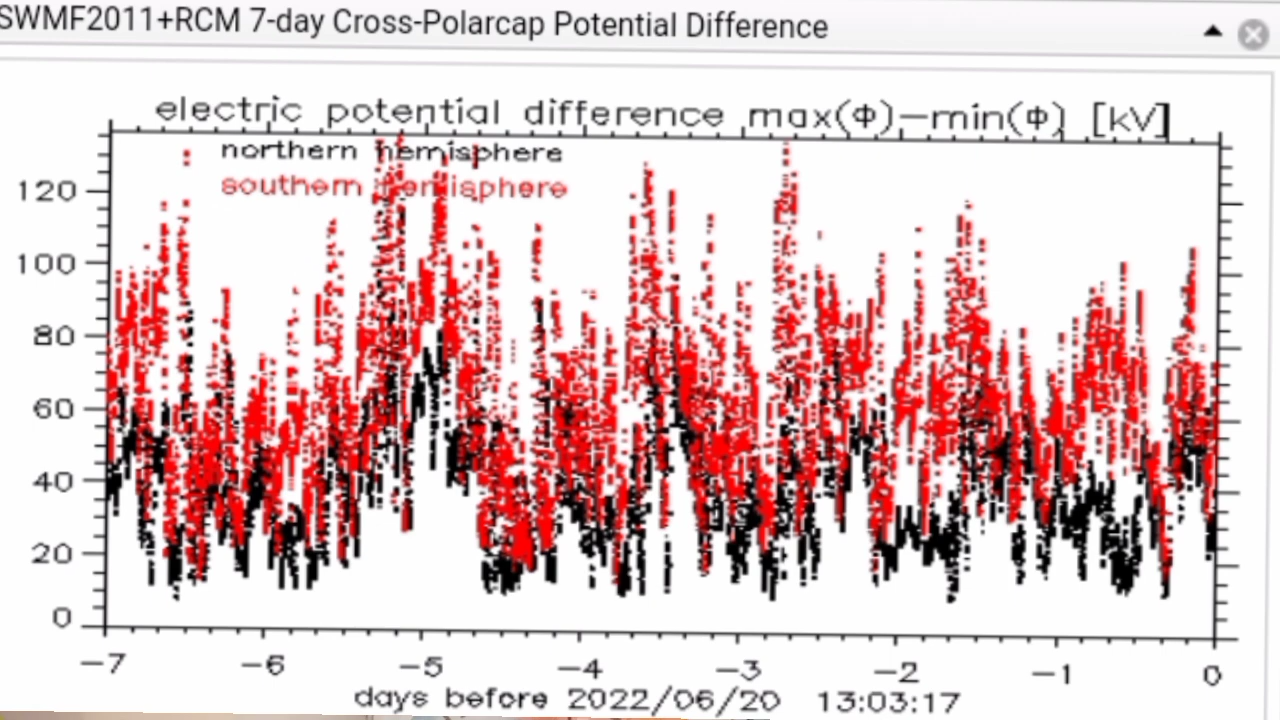 SWMF2011+RCM 7-day Cross-Polarcap Potential Difference
electric potential difference max(Φ)−min(Φ) [kV]
northern hemisphere
southern hemisphere
120
100
80
60
40
20
0
−7 −6 −5 −4 −3 −2 −1 0
days before 2022/06/20 13:03:17